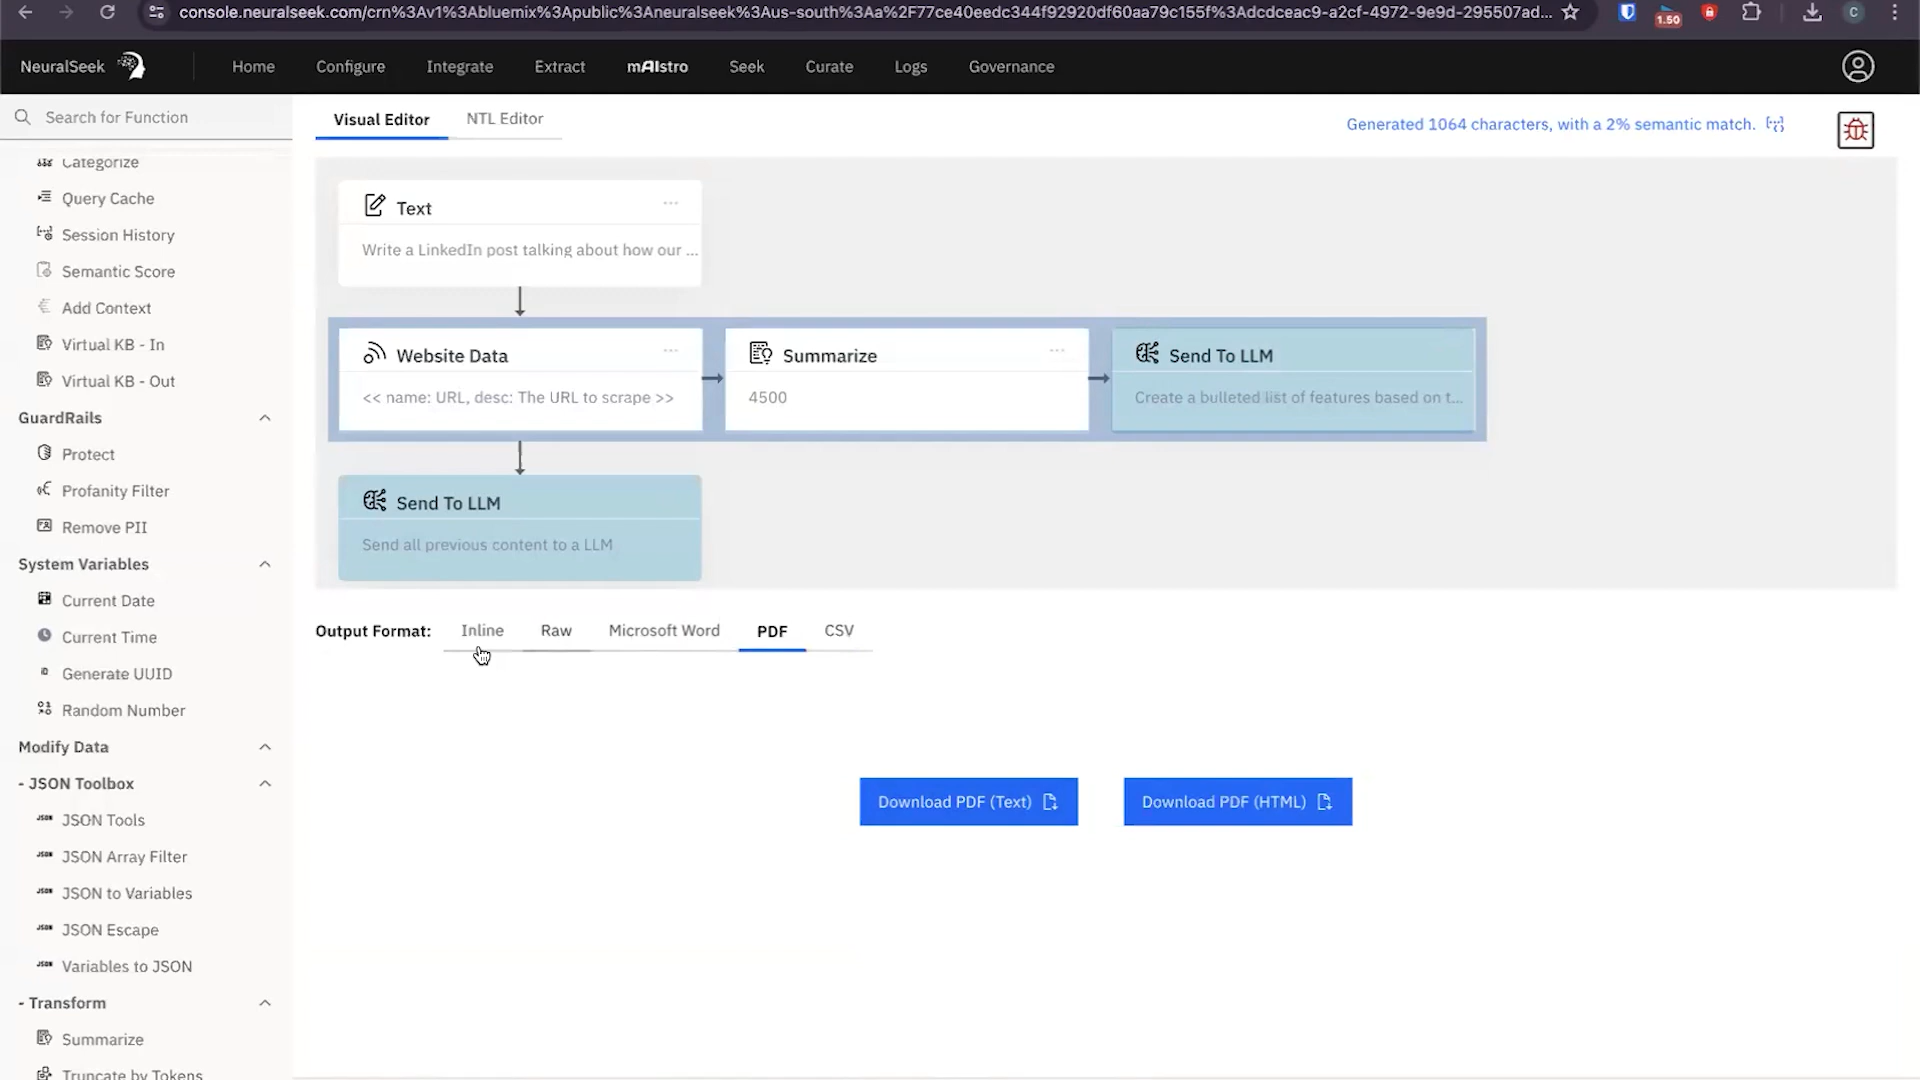 console.neuralseek.com/crn%3Av1%3Abluemix%3Apublic%3Aneuralseek%3Aus-south%3Aa%2F77ce40eedc344f92920df60aa79c155f%3Adcdceac9-a2cf-4972-9e9d-295507ad...
1.50
C
NeuralSeek
Home
Configure
Integrate
Extract
mAIstro
Seek
Curate
Logs
Governance
Search for Function
Visual Editor
NTL Editor
Generated 1064 characters, with a 2% semantic match.
Categorize
Query Cache
Session History
Semantic Score
Add Context
Virtual KB - In
Virtual KB - Out
GuardRails
Protect
Profanity Filter
Remove PII
System Variables
Current Date
Current Time
Generate UUID
Random Number
Modify Data
- JSON Toolbox
JSON JSON Tools
JSON JSON Array Filter
JSON JSON to Variables
JSON JSON Escape
JSON Variables to JSON
- Transform
Summarize
Truncate by Tokens
Text
Write a LinkedIn post talking about how our ...
Website Data
<< name: URL, desc: The URL to scrape >>
Summarize
4500
Send To LLM
Create a bulleted list of features based on t...
Send To LLM
Send all previous content to a LLM
Output Format:
Inline
Raw
Microsoft Word
PDF
CSV
Download PDF (Text)
Download PDF (HTML)